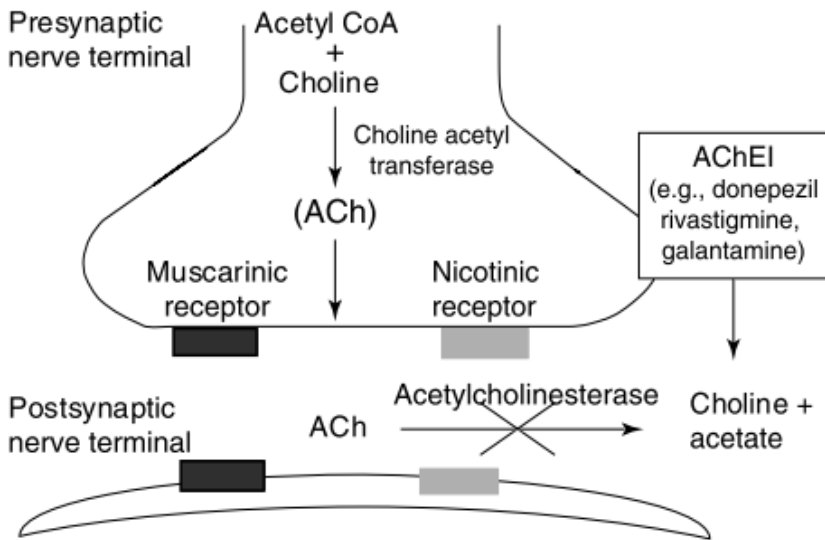 Presynaptic
nerve terminal
Acetyl CoA
+
Choline
Choline acetyl
transferase
(ACh)
AChEI
(e.g., donepezil
rivastigmine,
galantamine)
Muscarinic
receptor
Nicotinic
receptor
Postsynaptic
nerve terminal
ACh
Acetylcholinesterase
Choline +
acetate